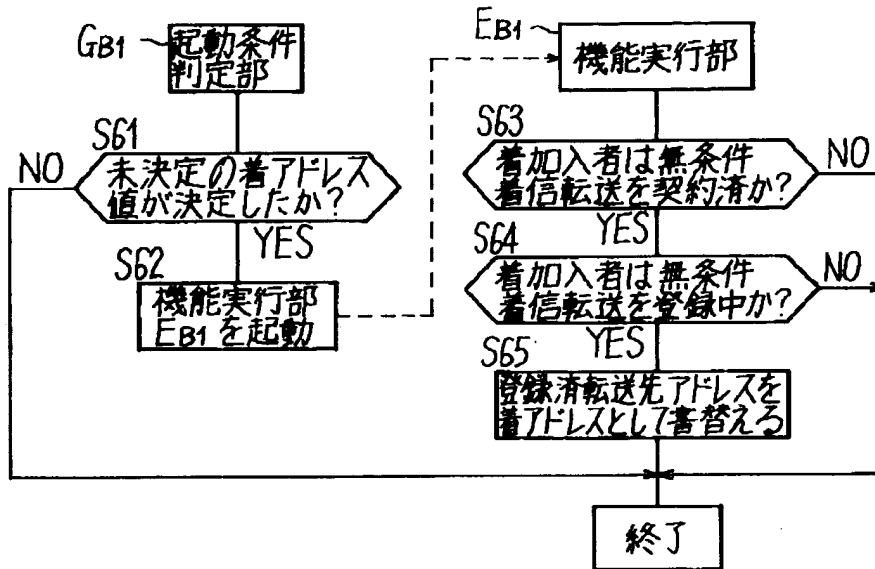 GB1
起動条件
判定部
S61
NO
未決定の着アドレス
値が決定したか?
YES
S62
機能実行部
EB1を起動
EB1
機能実行部
S63
着加入者は無条件
着信転送を契約済か?
NO
YES
S64
着加入者は無条件
着信転送を登録中か?
NO
YES
S65
登録済転送先アドレスを
着アドレスとして書替える
終了